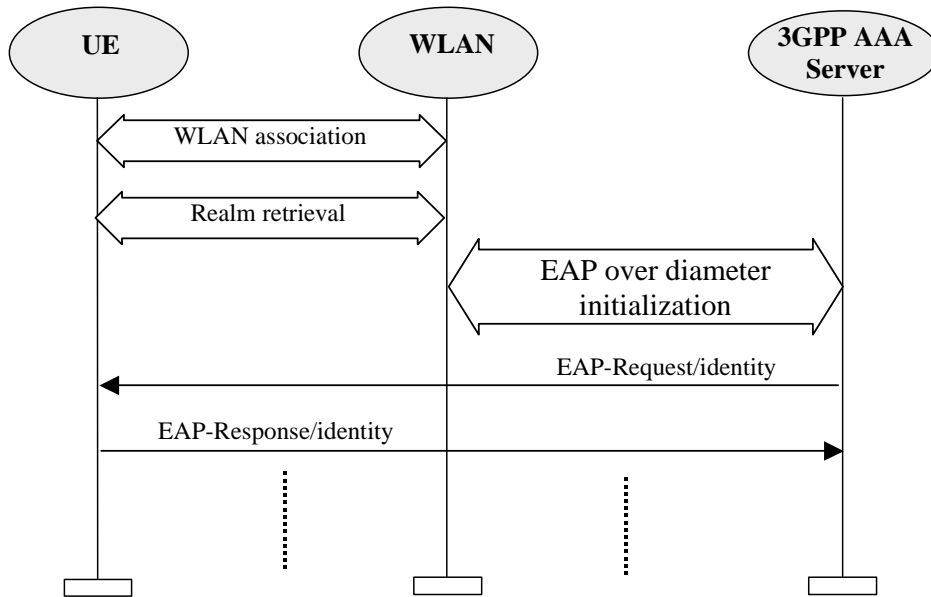 UE
WLAN
3GPP AAA
Server
WLAN association
Realm retrieval
EAP over diameter
initialization
EAP-Request/identity
EAP-Response/identity